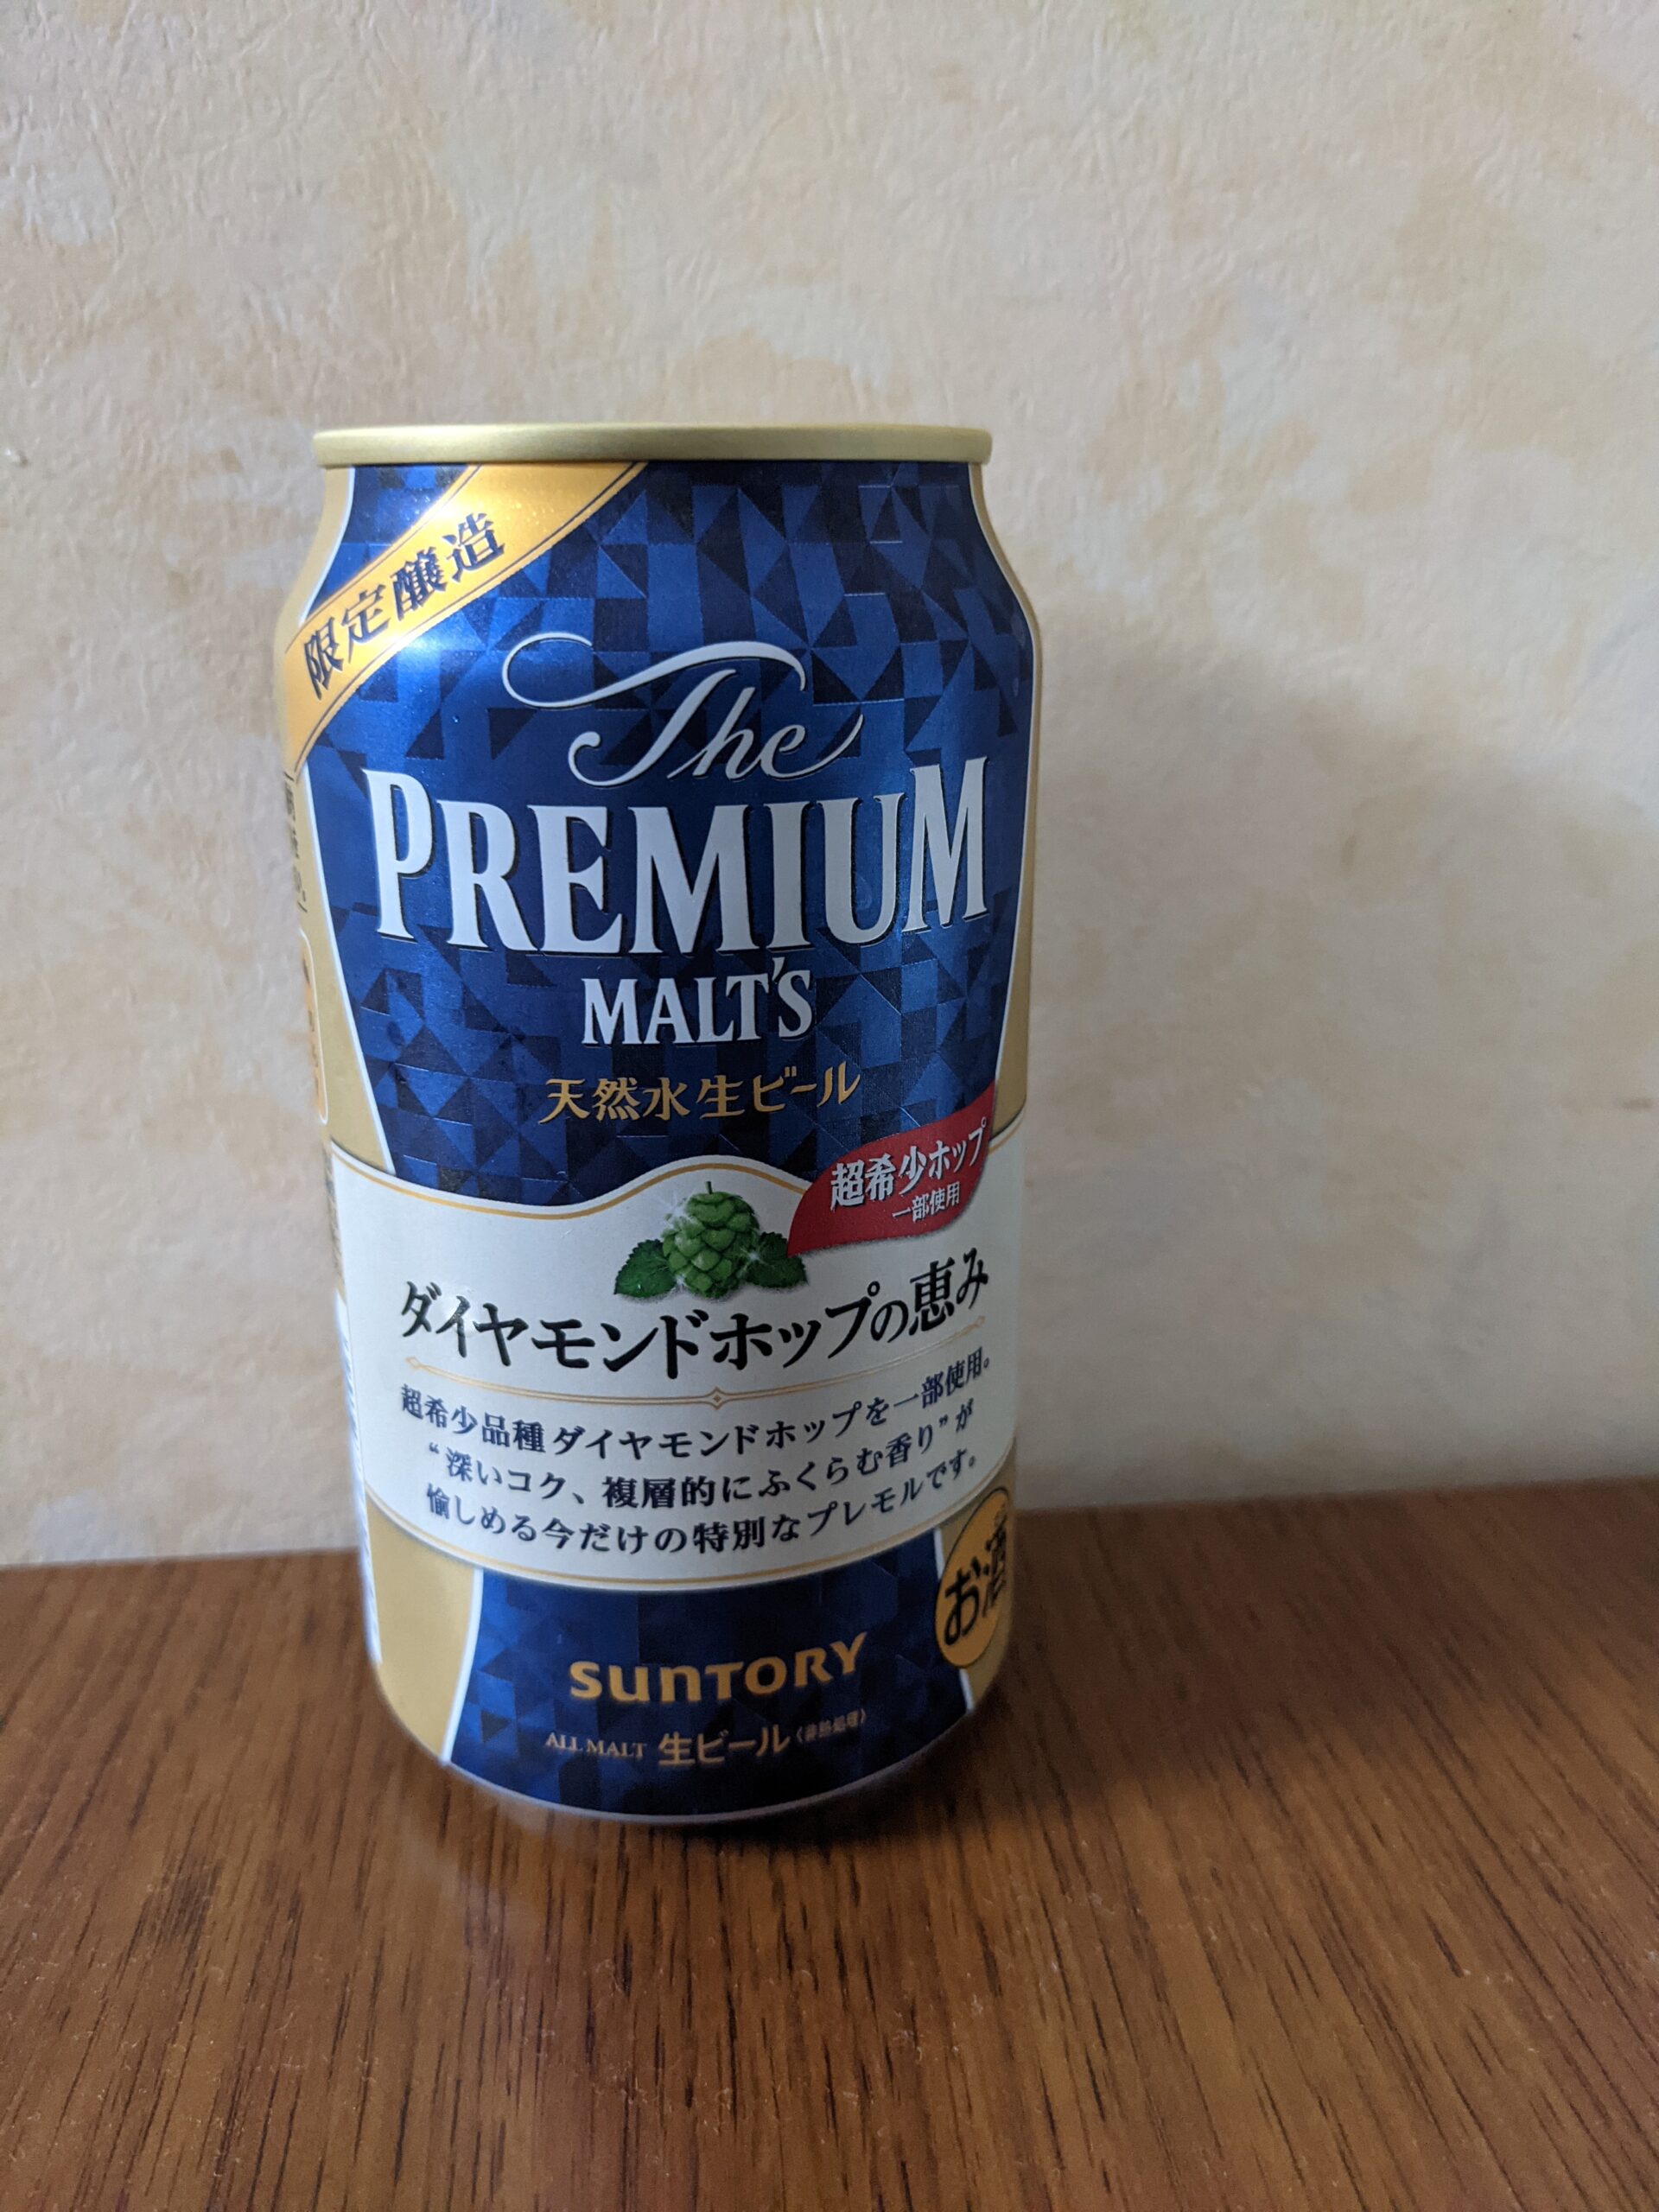 限定醸造
The
PREMIUM
MALT'S
天然水生ビール
超希少ホップ
一部使用
ダイヤモンドホップの恵み
超希少品種ダイヤモンドホップを一部使用。
“深いコク、複層的にふくらむ香り”が
愉しめる今だけの特別なプレモルです。
お酒
SUNTORY
ALL MALT 生ビール〈非熱処理〉